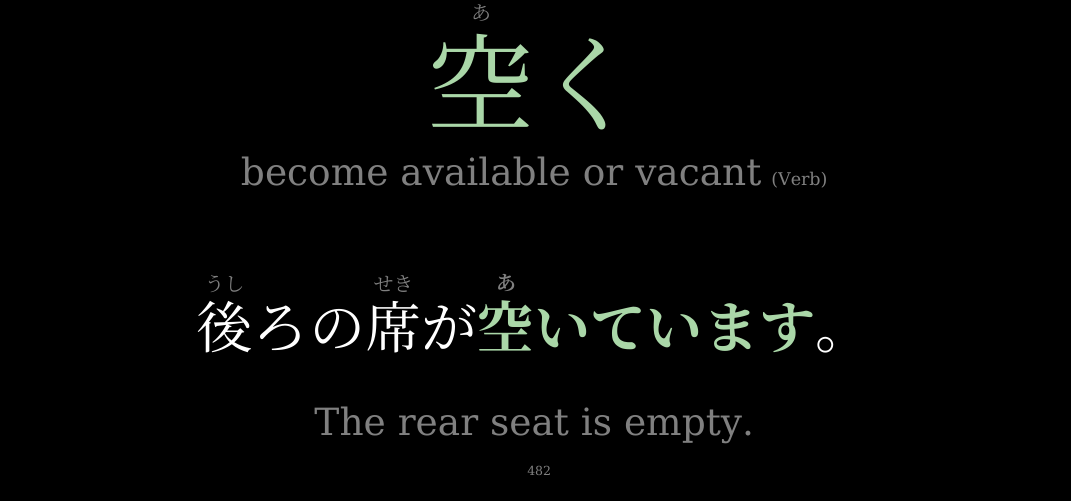 あ
空く
become available or vacant (Verb)
うし せき あ
後ろの席が空いています。
The rear seat is empty.
482